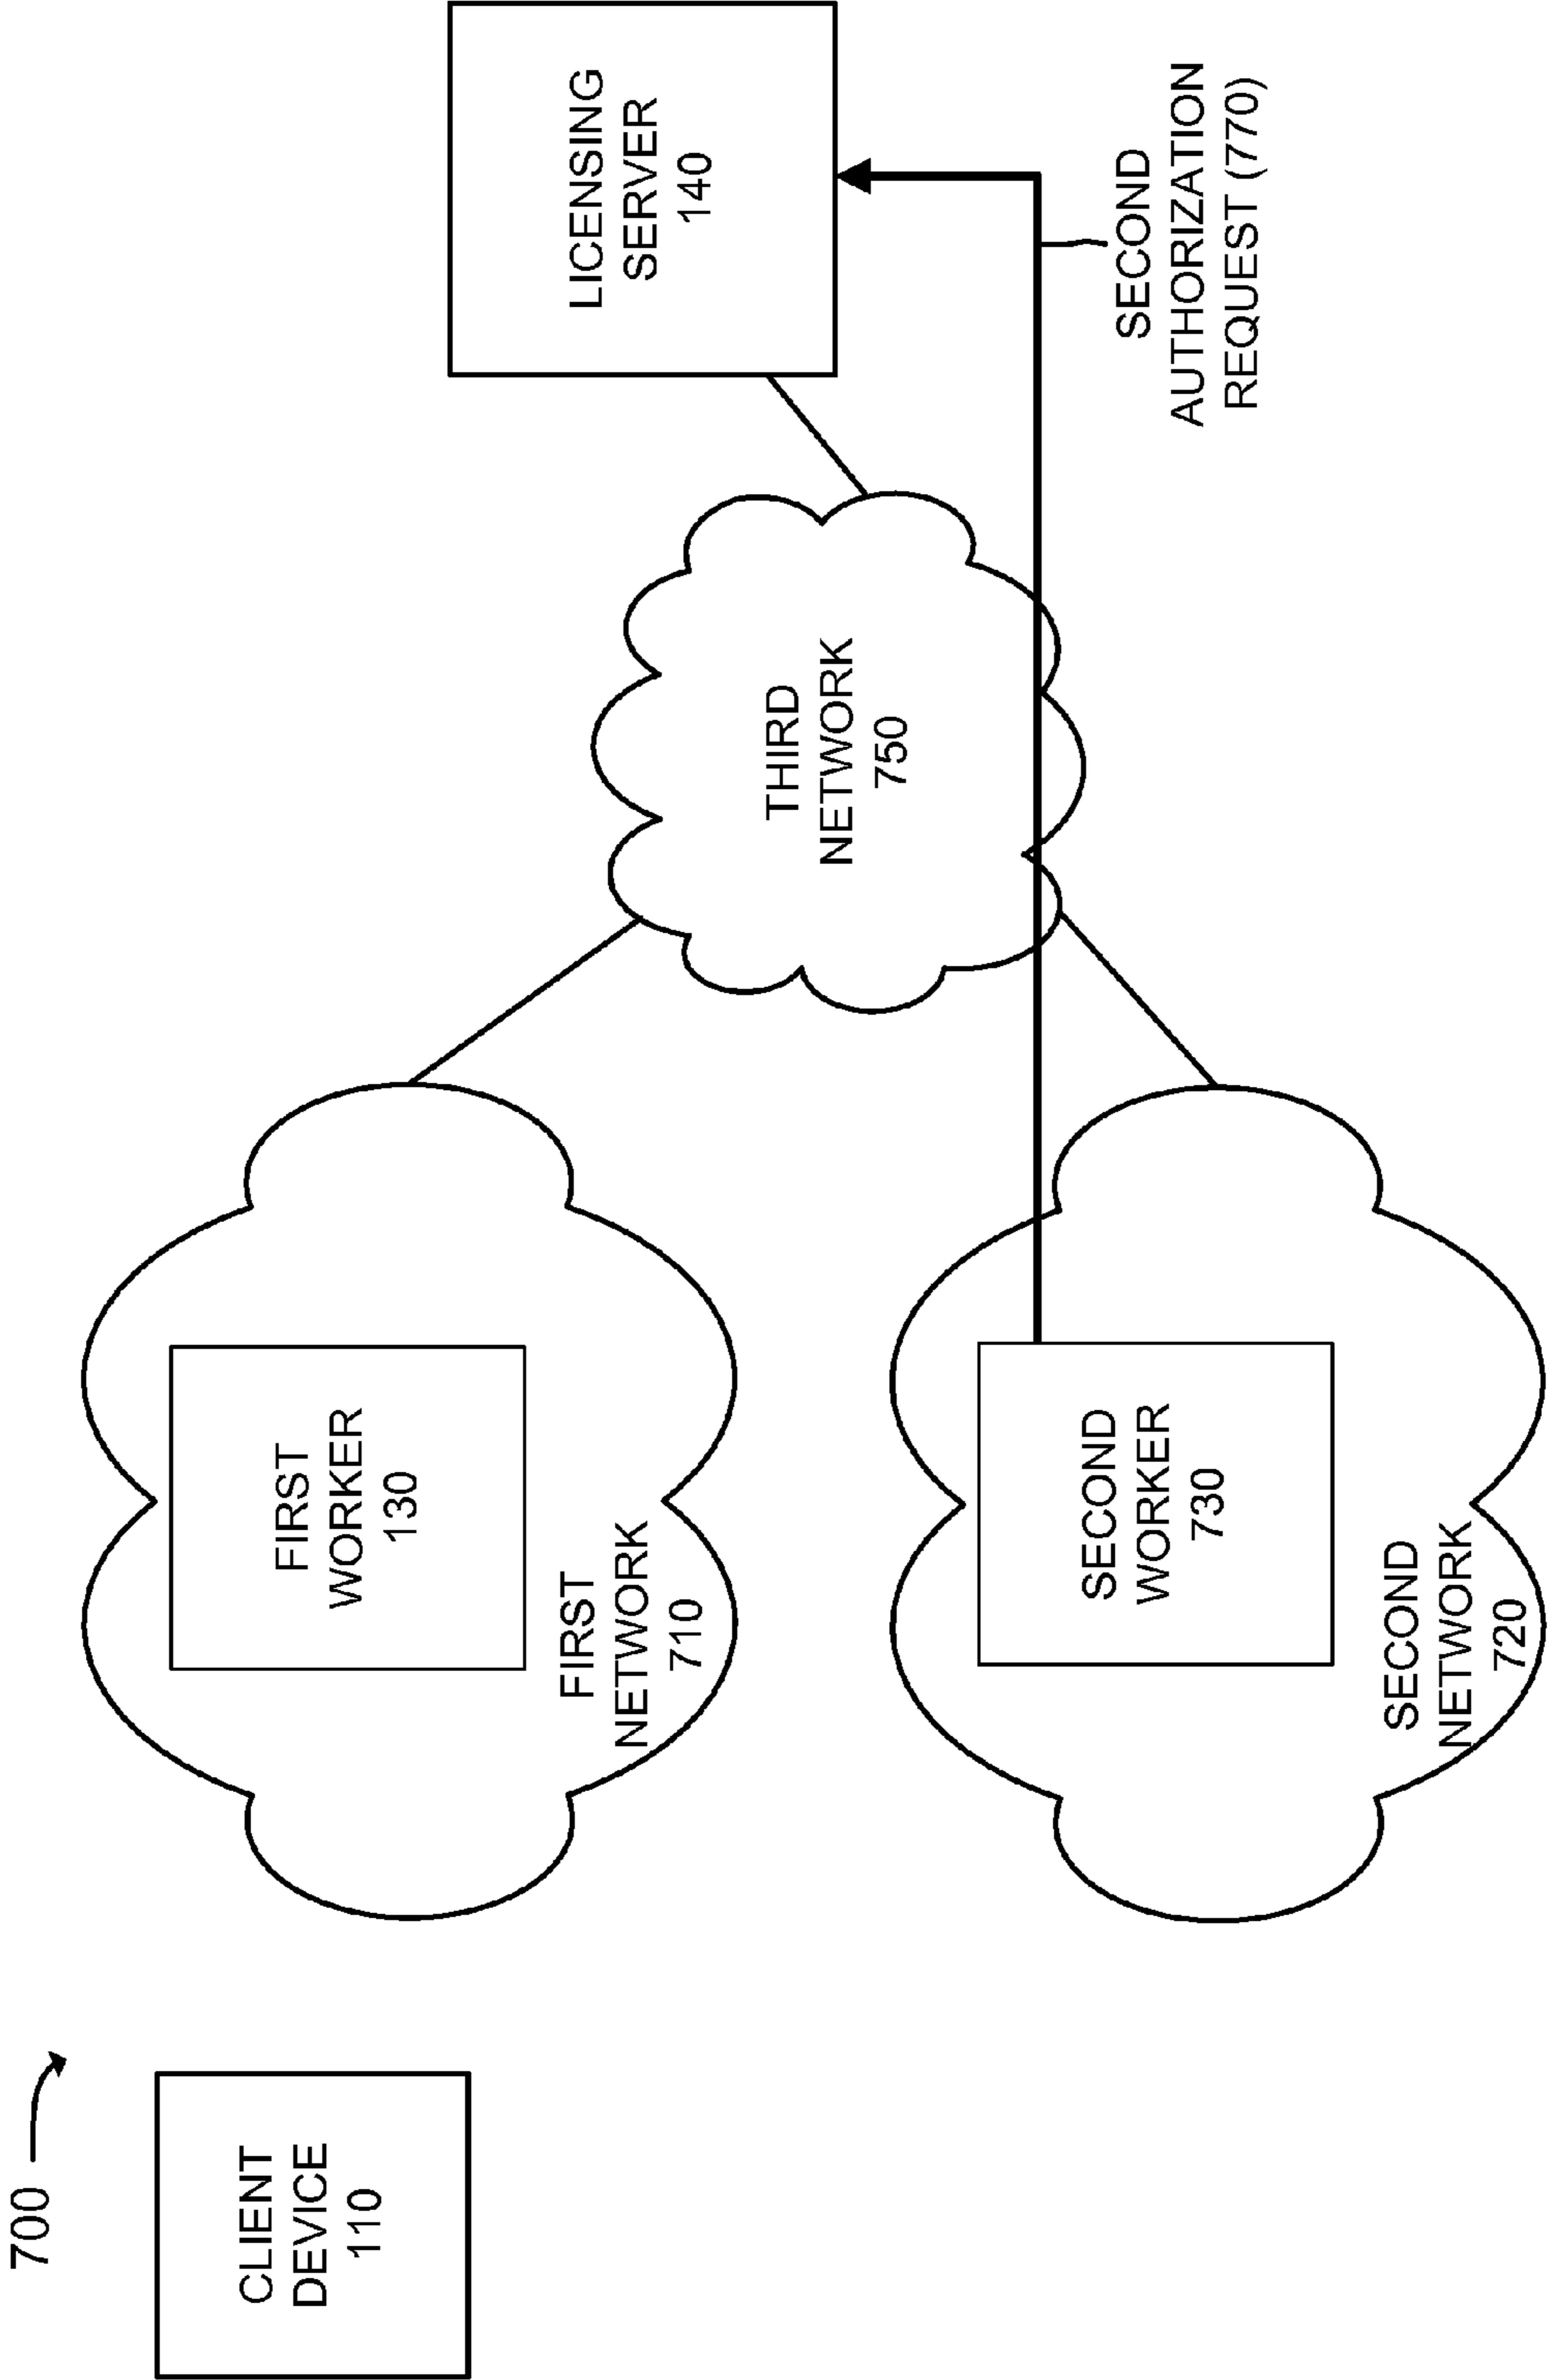 700
CLIENT
DEVICE
110
FIRST
WORKER
130
FIRST
NETWORK
710
SECOND
WORKER
730
SECOND
NETWORK
720
THIRD
NETWORK
750
LICENSING
SERVER
140
SECOND
AUTHORIZATION
REQUEST (770)